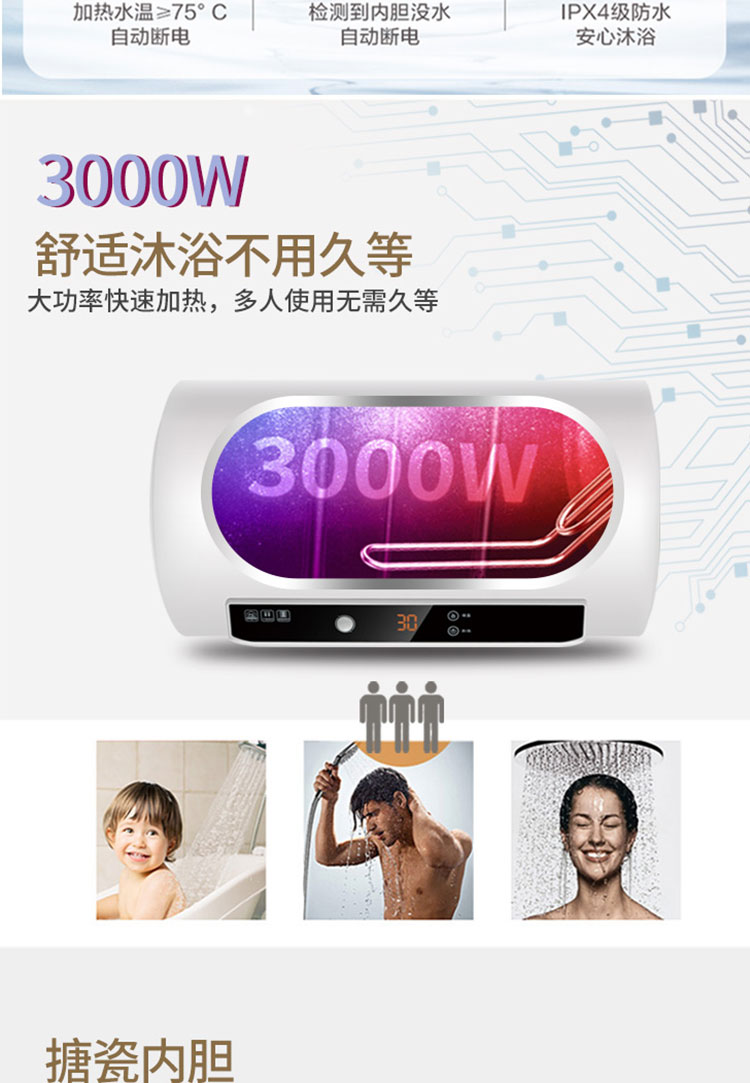 加热水温≥75° C
自动断电
检测到内胆没水
自动断电
IPX4级防水
安心沐浴
3000W
舒适沐浴不用久等
大功率快速加热，多人使用无需久等
3000W
30
搪瓷内胆